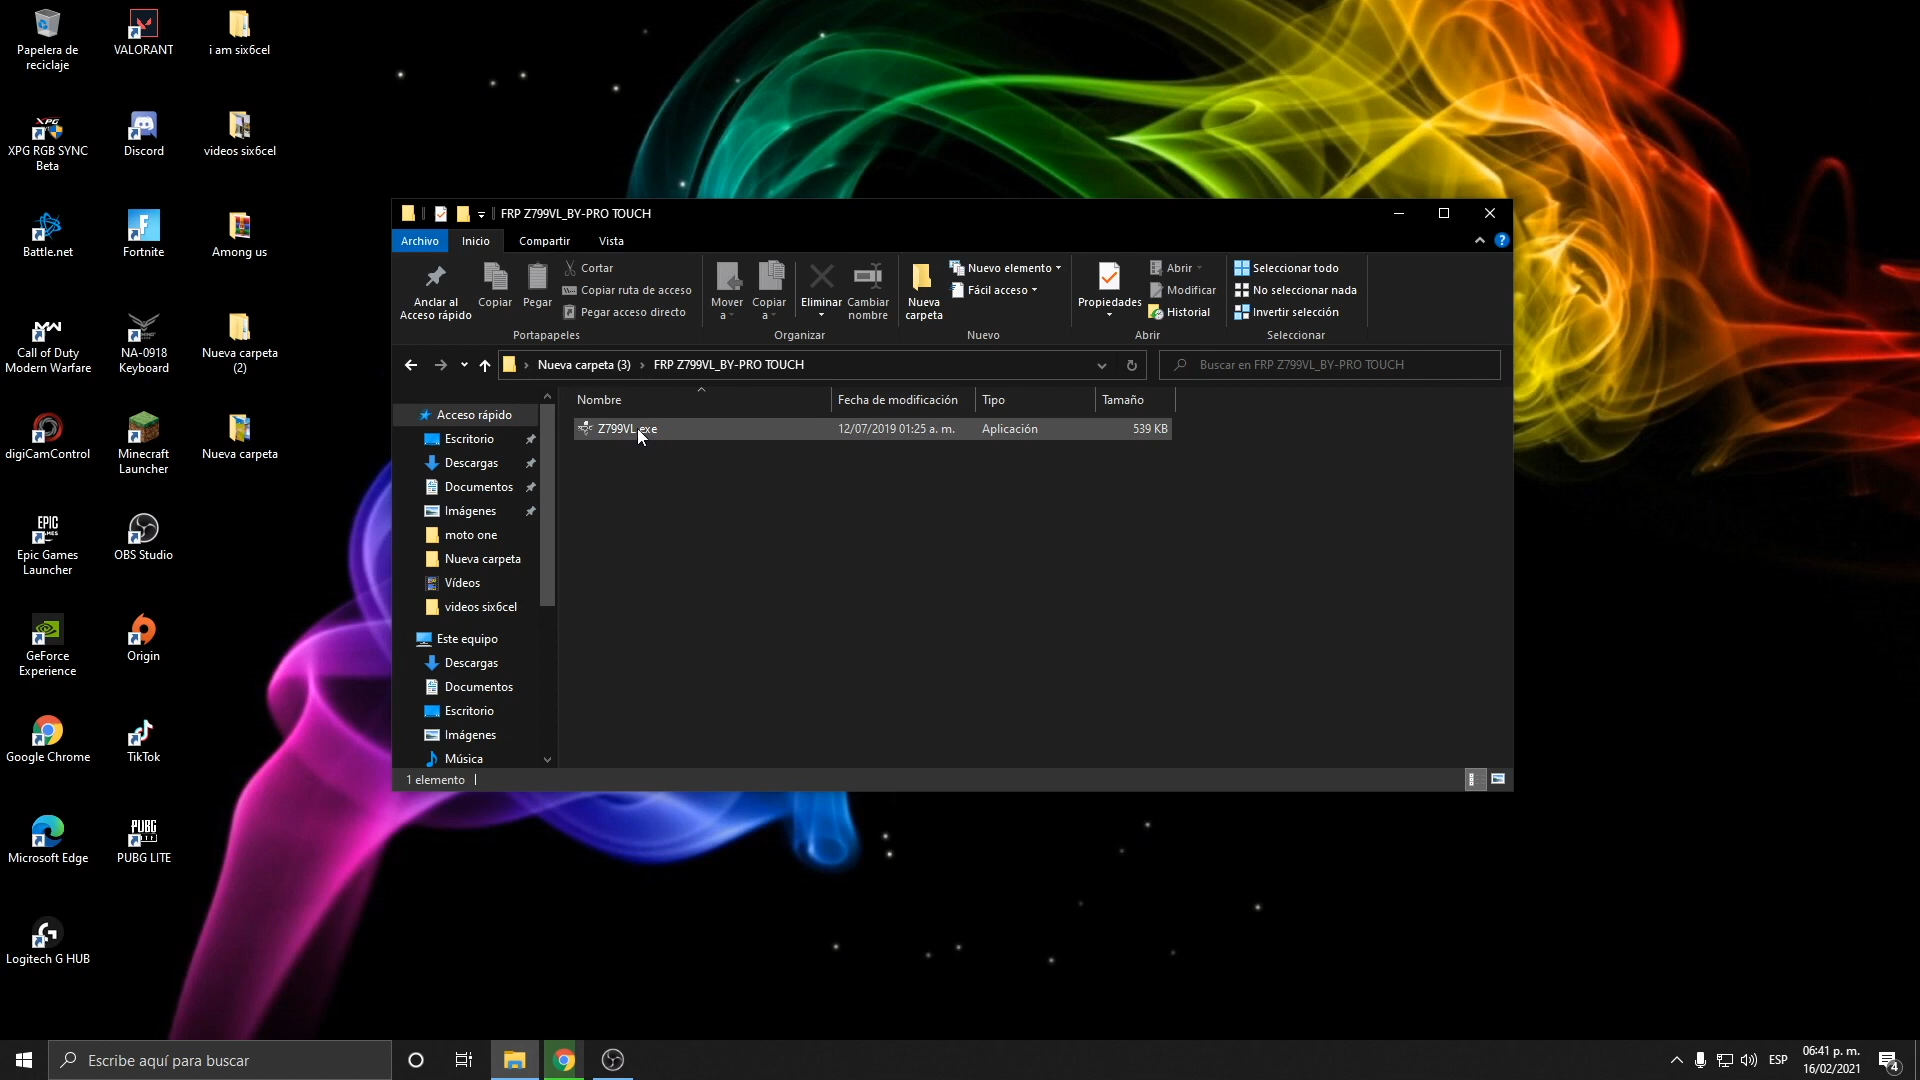 Papelera de
reciclaje
VALORANT
i am six6cel
XPG RGB SYNC
Beta
Discord
videos six6cel
Battle.net
Fortnite
Among us
Call of Duty
Modern Warfare
NA-0918
Keyboard
Nueva carpeta
(2)
digiCamControl
Minecraft
Launcher
Nueva carpeta
Epic Games
Launcher
OBS Studio
GeForce
Experience
Origin
Google Chrome
TikTok
Microsoft Edge
PUBG LITE
Logitech G HUB
FRP Z799VL_BY-PRO TOUCH
Archivo
Inicio
Compartir
Vista
Anclar al
Acceso rápido
Copiar
Pegar
Cortar
Copiar ruta de acceso
Pegar acceso directo
Portapapeles
Mover
a
Copiar
a
Eliminar
Cambiar
nombre
Organizar
Nueva
carpeta
Nuevo elemento
Fácil acceso
Nuevo
Propiedades
Abrir
Modificar
Historial
Abrir
Seleccionar todo
No seleccionar nada
Invertir selección
Seleccionar
Nueva carpeta (3) › FRP Z799VL_BY-PRO TOUCH
Buscar en FRP Z799VL_BY-PRO TOUCH
Nombre
Fecha de modificación
Tipo
Tamaño
Z799VL.exe
12/07/2019 01:25 a. m.
Aplicación
539 KB
Acceso rápido
Escritorio
Descargas
Documentos
Imágenes
moto one
Nueva carpeta
Vídeos
videos six6cel
Este equipo
Descargas
Documentos
Escritorio
Imágenes
Música
1 elemento
Escribe aquí para buscar
ESP
06:41 p. m.
16/02/2021
4